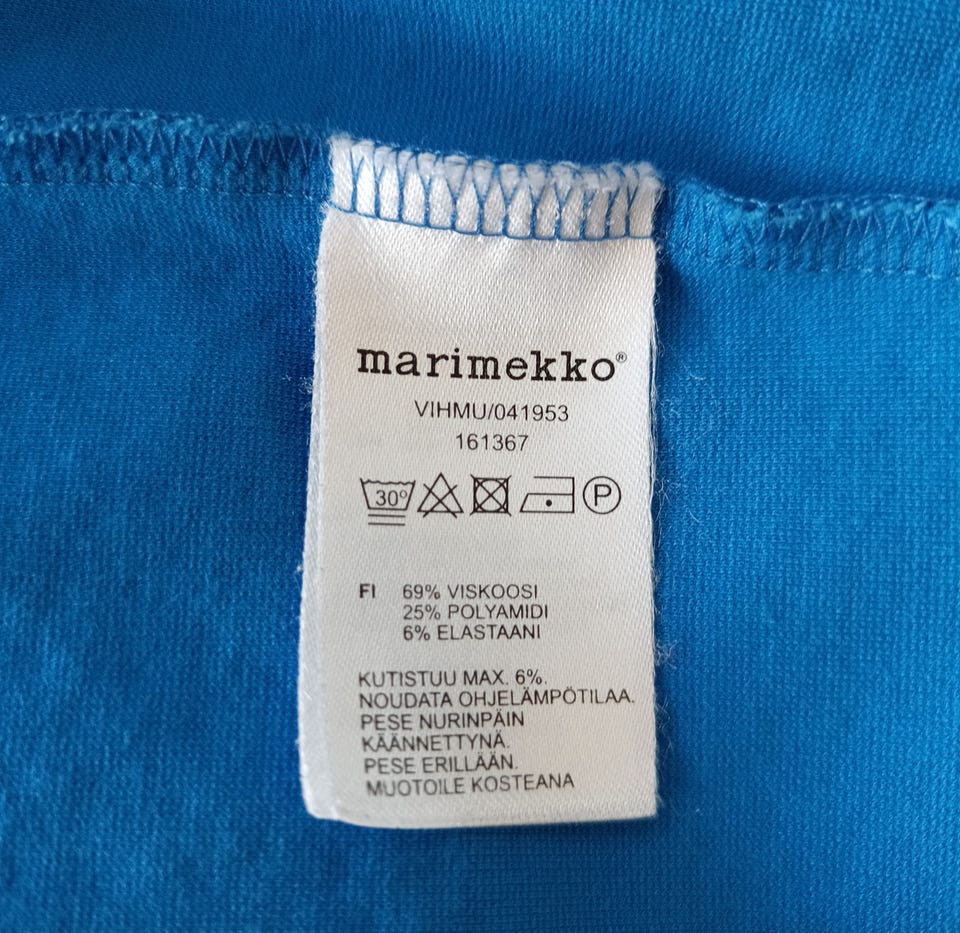 marimekko®
VIHMU/041953
161367
30° P
FI 69% VISKOOSI
25% POLYAMIDI
6% ELASTAANI
KUTISTUU MAX. 6%.
NOUDATA OHJELÄMPÖTILAA.
PESE NURINPÄIN
KÄÄNNETTYNÄ.
PESE ERILLÄÄN.
MUOTOILE KOSTEANA